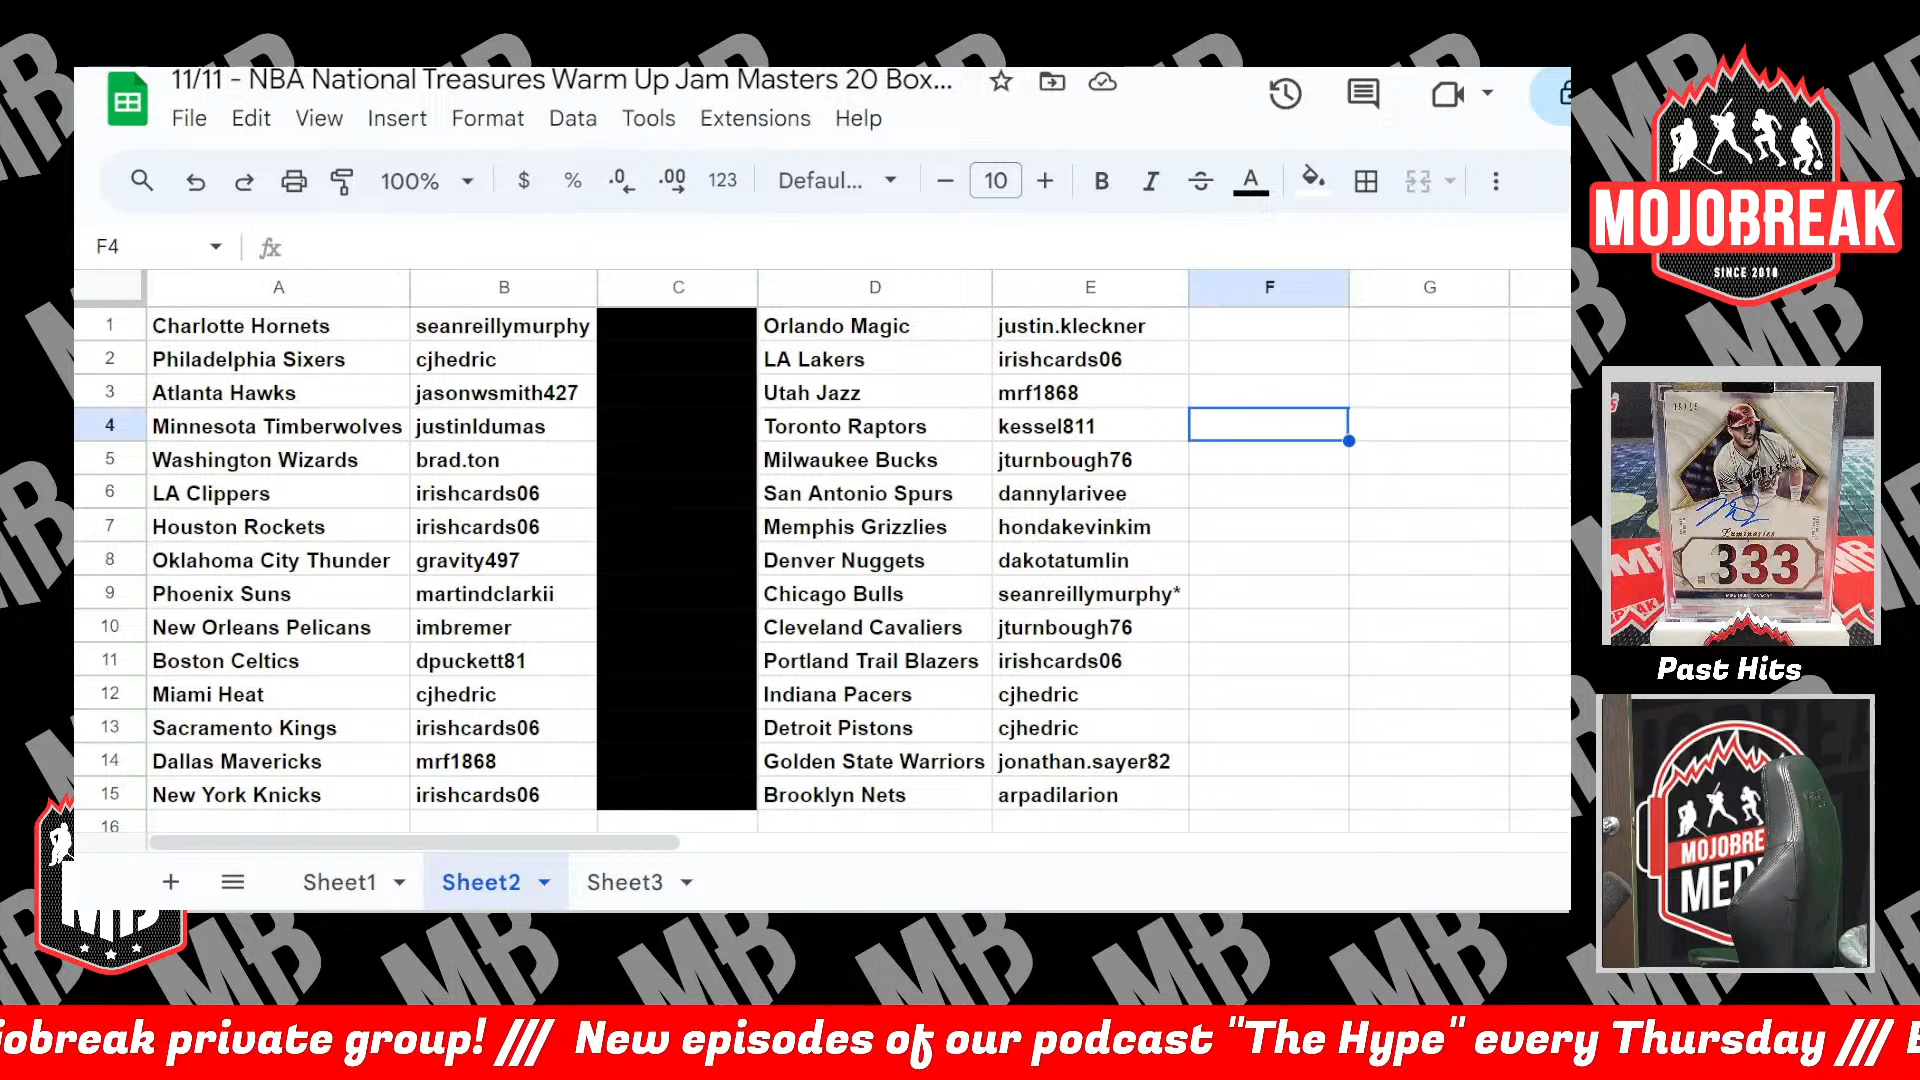 11/11 - NBA National Treasures Warm Up Jam Masters 20 Box...
File Edit View Insert Format Data Tools Extensions Help
100% $ % .0 .00 123 Defaul... 10 B I A
F4 fx
A B C D E F G
1 Charlotte Hornets seanreillymurphy Orlando Magic justin.kleckner
2 Philadelphia Sixers cjhedric LA Lakers irishcards06
3 Atlanta Hawks jasonwsmith427 Utah Jazz mrf1868
4 Minnesota Timberwolves justinldumas Toronto Raptors kessel811
5 Washington Wizards brad.ton Milwaukee Bucks jturnbough76
6 LA Clippers irishcards06 San Antonio Spurs dannylarivee
7 Houston Rockets irishcards06 Memphis Grizzlies hondakevinkim
8 Oklahoma City Thunder gravity497 Denver Nuggets dakotatumlin
9 Phoenix Suns martindclarkii Chicago Bulls seanreillymurphy*
10 New Orleans Pelicans imbremer Cleveland Cavaliers jturnbough76
11 Boston Celtics dpuckett81 Portland Trail Blazers irishcards06
12 Miami Heat cjhedric Indiana Pacers cjhedric
13 Sacramento Kings irishcards06 Detroit Pistons cjhedric
14 Dallas Mavericks mrf1868 Golden State Warriors jonathan.sayer82
15 New York Knicks irishcards06 Brooklyn Nets arpadilarion
16
Sheet1 Sheet2 Sheet3
MOJOBREAK
SINCE 2010
Luminaries
333
Past Hits
MOJOBRE
MED
MB
jobreak private group! /// New episodes of our podcast "The Hype" every Thursday ///